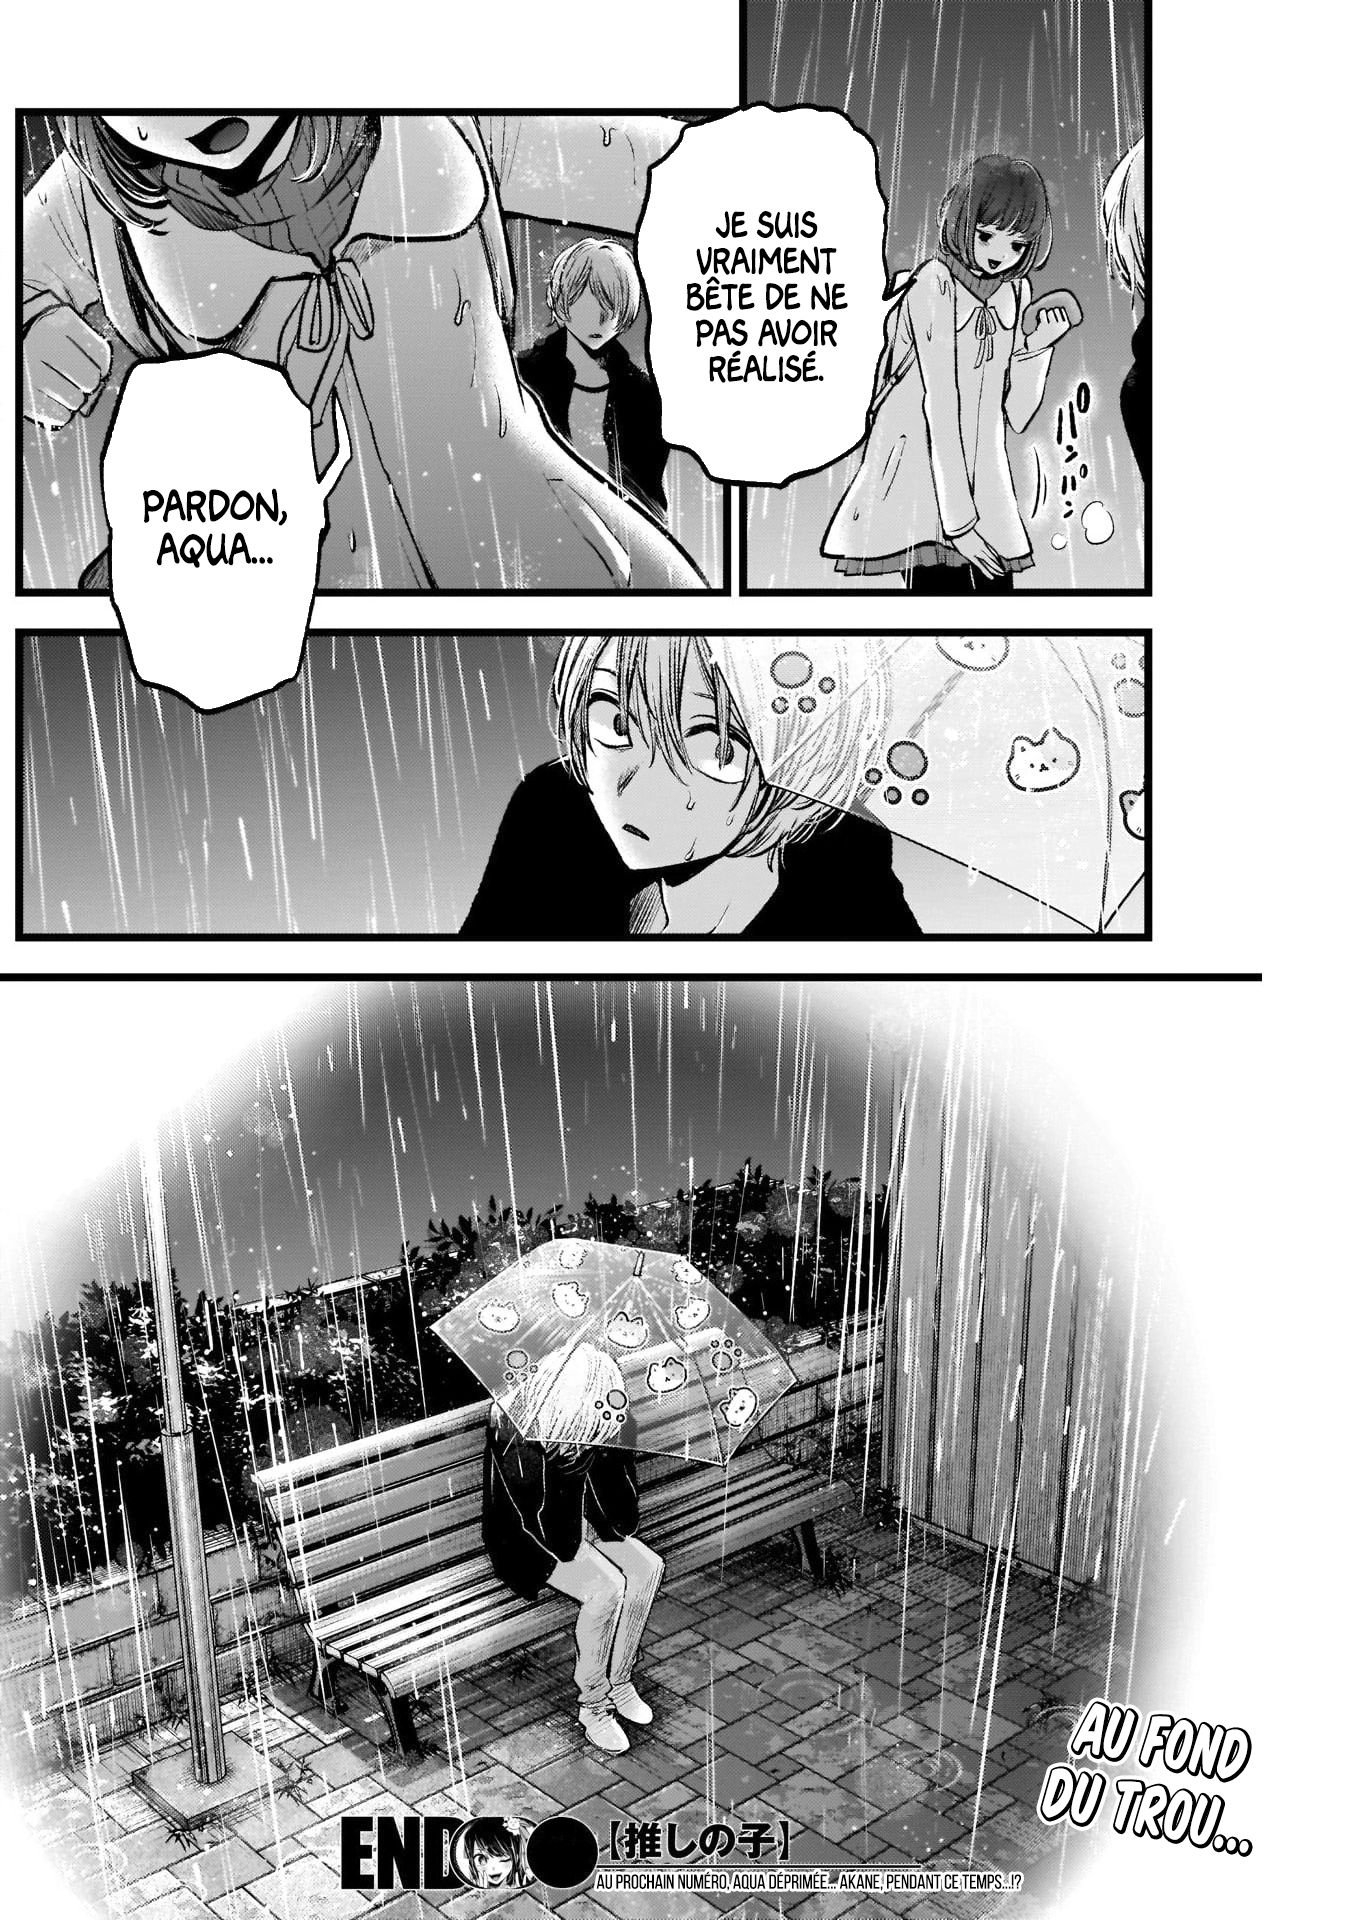 JE SUIS
VRAIMENT
BÊTE DE NE
PAS AVOIR
RÉALISÉ.
パンパン
PARDON,
AQUA...
AU FOND
DU TROU...
END
【推しの子】
AU PROCHAIN NUMÉRO, AQUA DÉPRIMÉE... AKANE, PENDANT CE TEMPS...!?